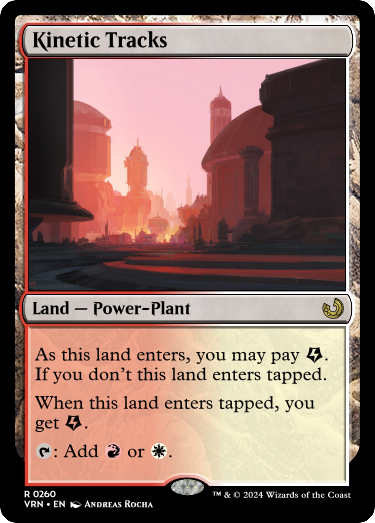 Kinetic Tracks
Land — Power-Plant
As this land enters, you may pay .
If you don't this land enters tapped.
When this land enters tapped, you
get .
: Add or .
R 0260
VRN • EN Andreas Rocha
™ & © 2024 Wizards of the Coast